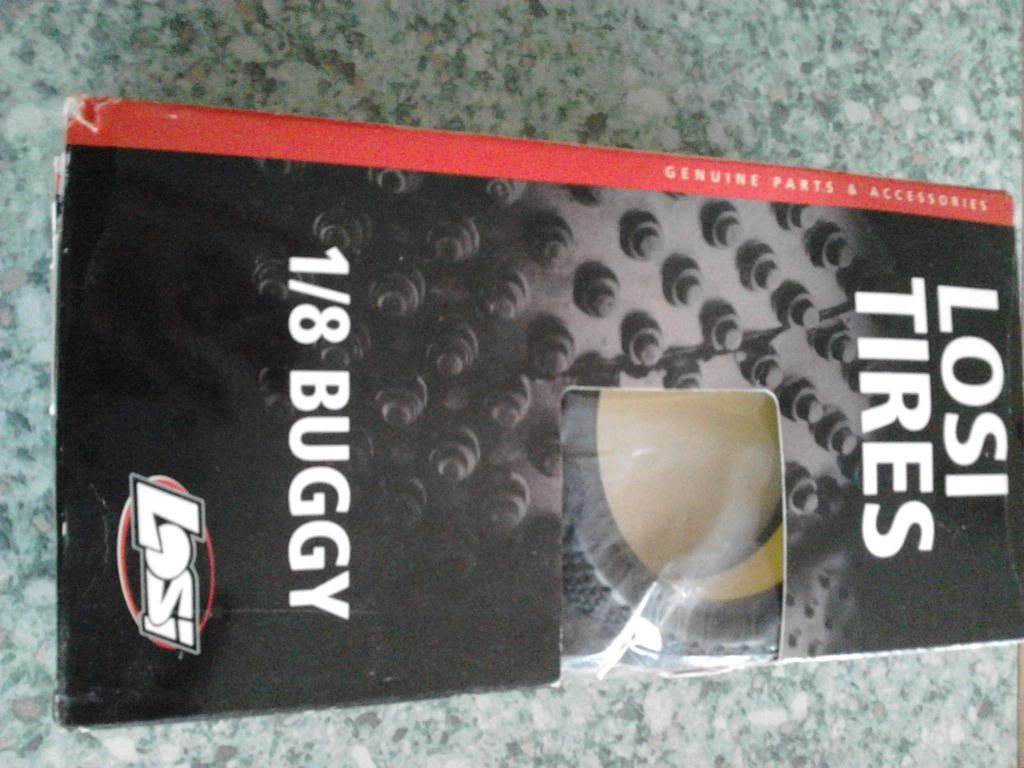 GENUINE PARTS & ACCESSORIES
LOSI
TIRES
1/8 BUGGY
Losi